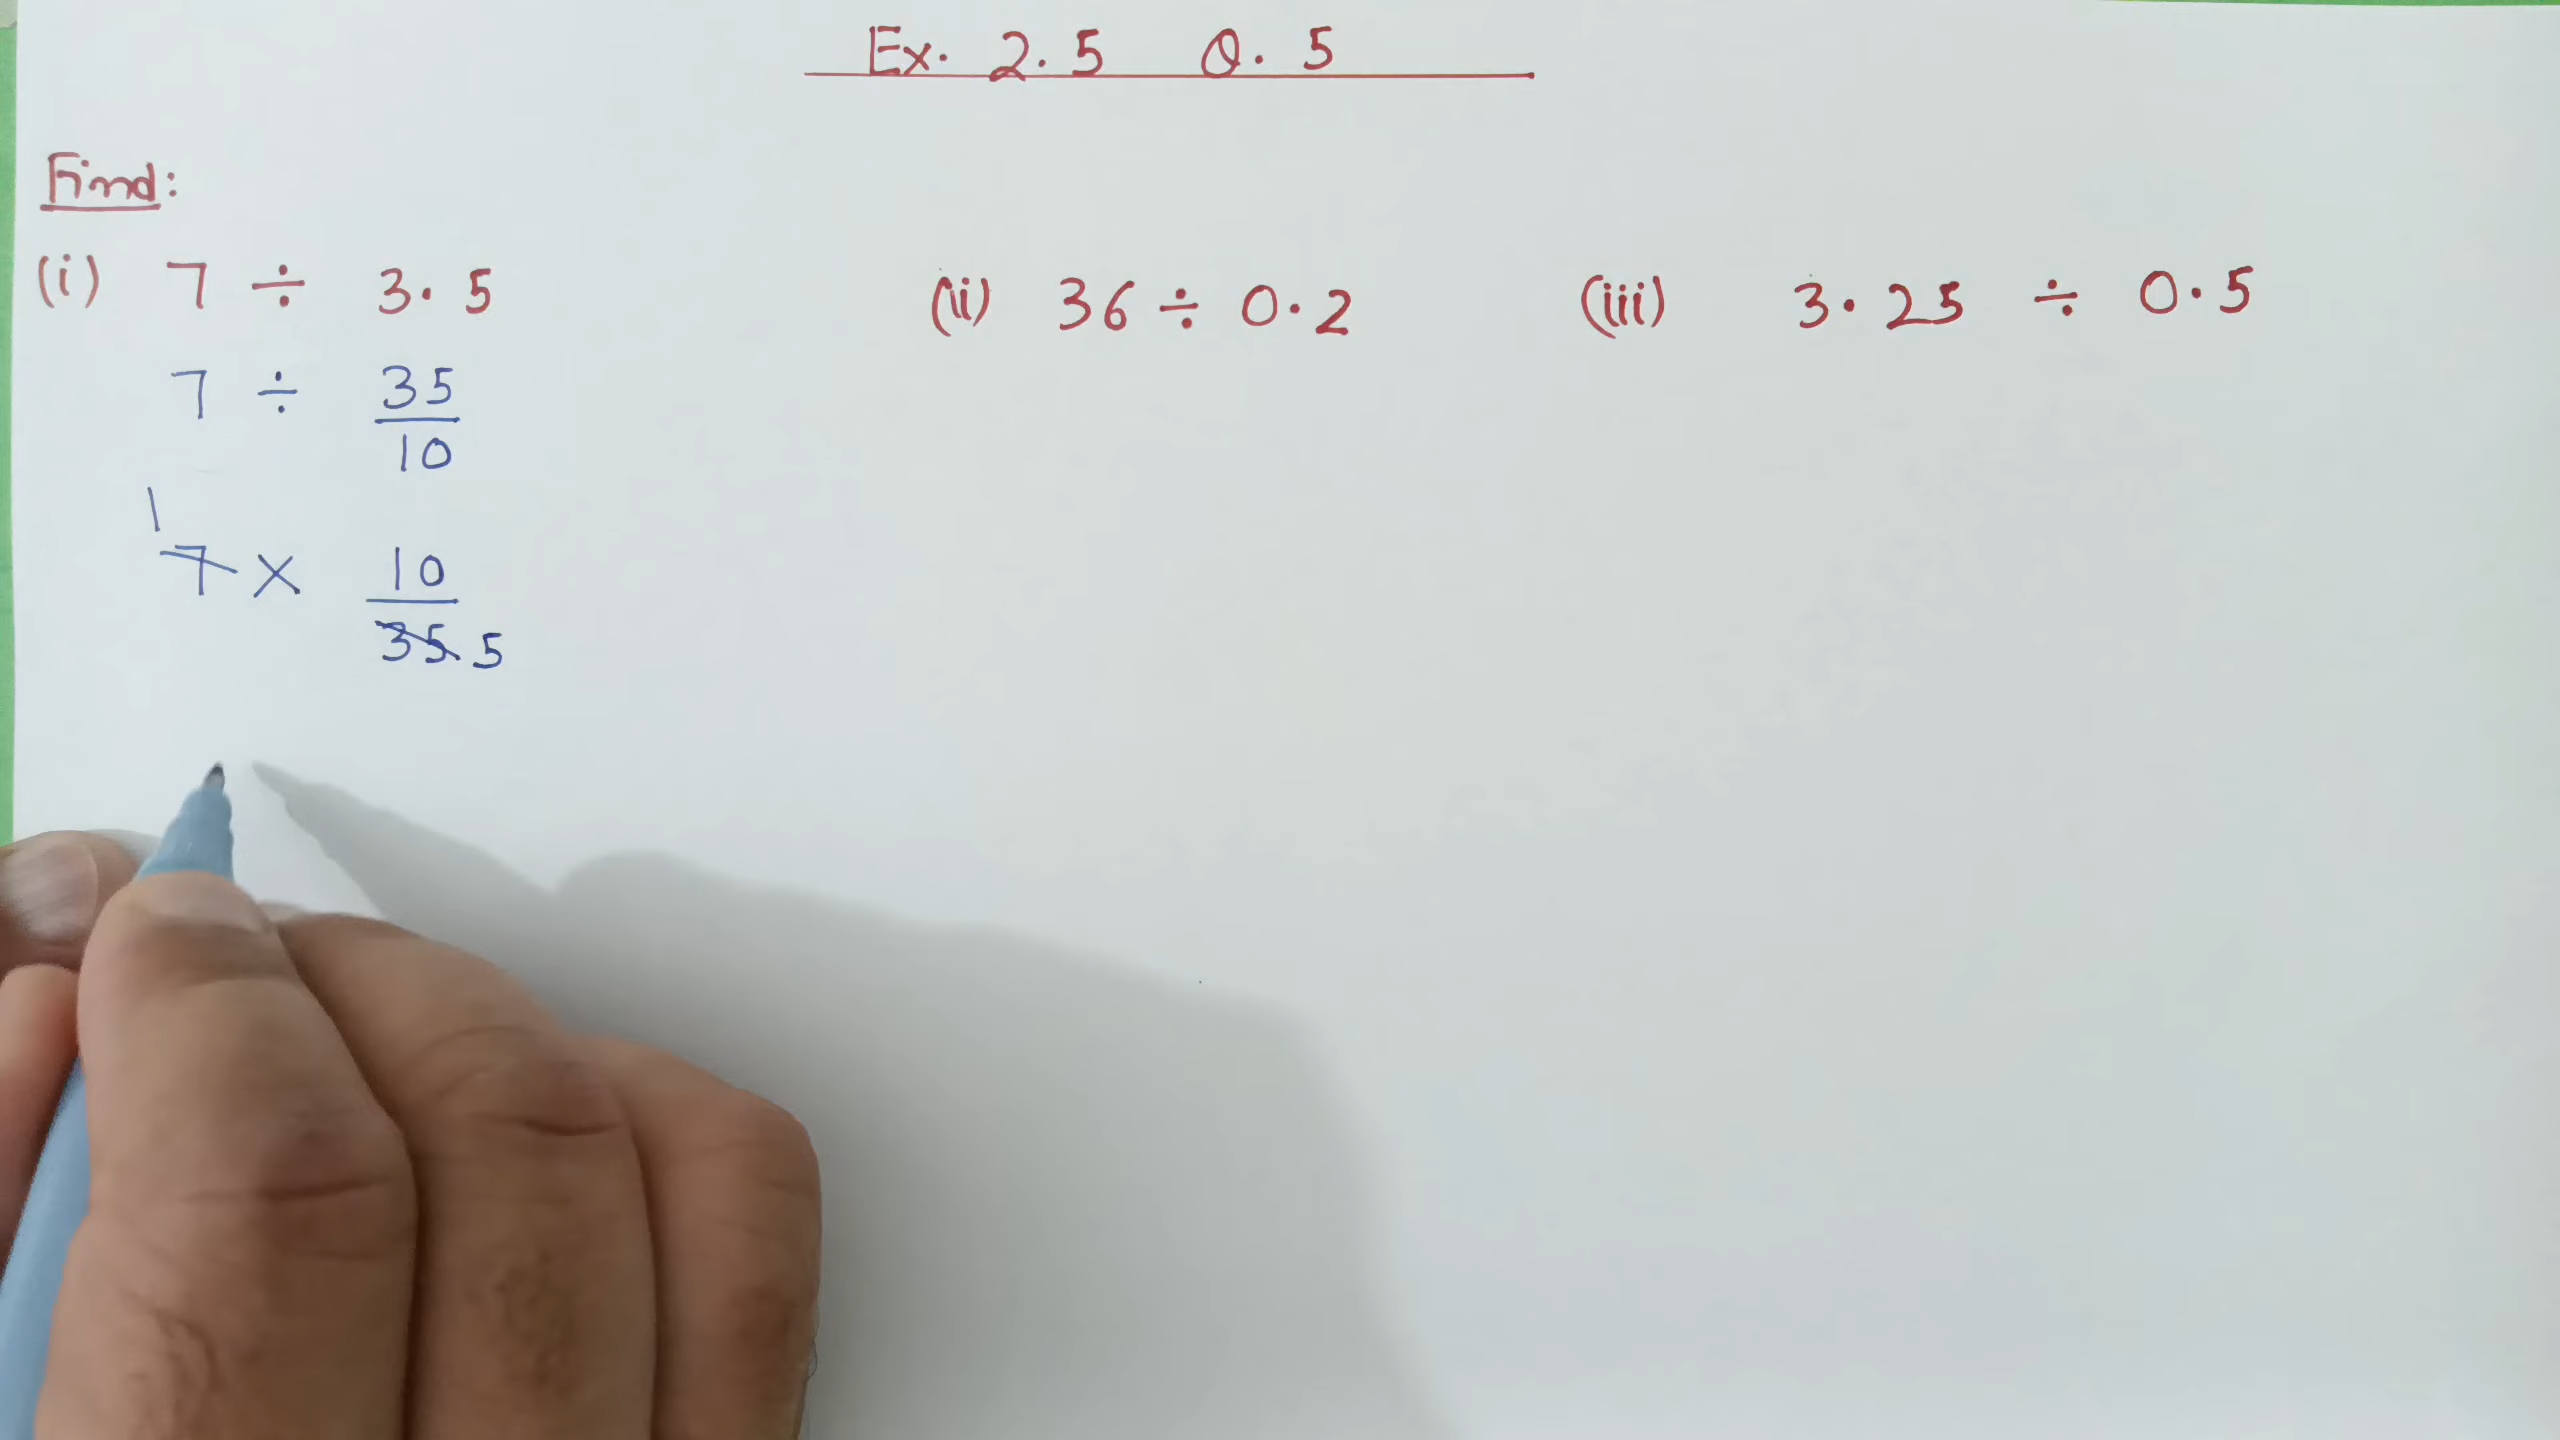 Ex. 2.5 Q. 5
Find:
(i) 7 ÷ 3.5
(ii) 36 ÷ 0.2
(iii) 3.25 ÷ 0.5
7 ÷ 35
10
1
7 × 10
35 5